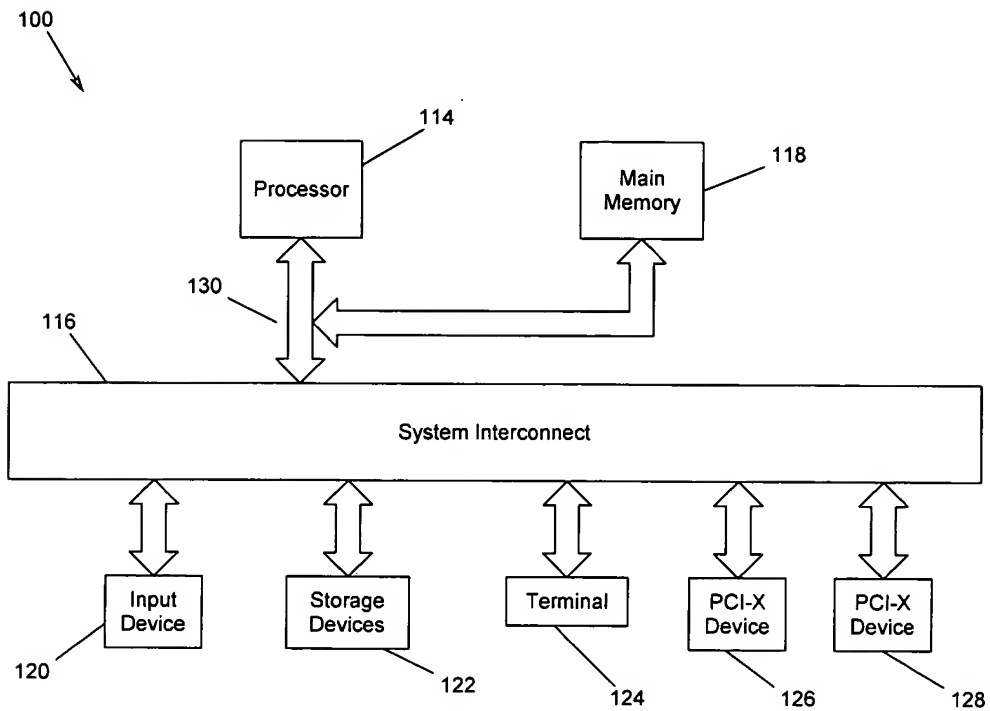 100
114
Processor
118
Main
Memory
130
116
System Interconnect
Input
Device
Storage
Devices
Terminal
PCI-X
Device
PCI-X
Device
120
122
124
126
128